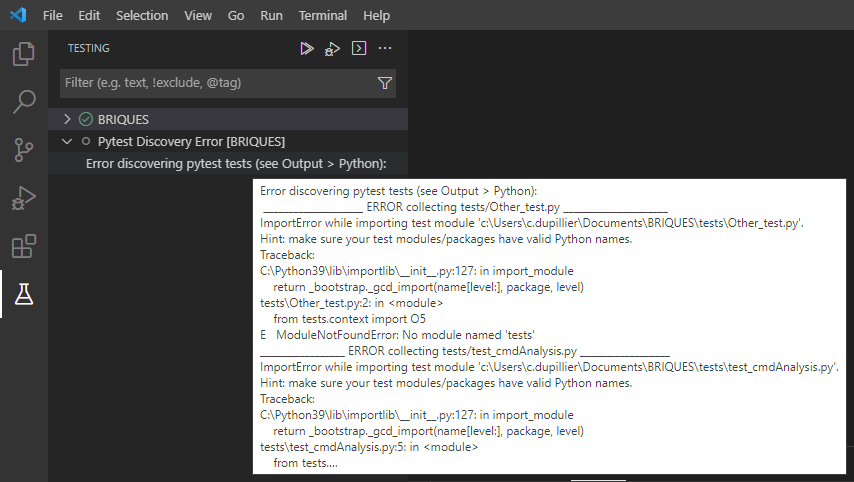 File Edit Selection View Go Run Terminal Help
TESTING
Filter (e.g. text, !exclude, @tag)
BRIQUES
Pytest Discovery Error [BRIQUES]
Error discovering pytest tests (see Output > Python):
Error discovering pytest tests (see Output > Python):
____________________ ERROR collecting tests/Other_test.py _____________________
ImportError while importing test module 'c:\Users\c.dupillier\Documents\BRIQUES\tests\Other_test.py'.
Hint: make sure your test modules/packages have valid Python names.
Traceback:
C:\Python39\lib\importlib\__init__.py:127: in import_module
return _bootstrap._gcd_import(name[level:], package, level)
tests\Other_test.py:2: in <module>
from tests.context import O5
E ModuleNotFoundError: No module named 'tests'
_________________ ERROR collecting tests/test_cmdAnalysis.py __________________
ImportError while importing test module 'c:\Users\c.dupillier\Documents\BRIQUES\tests\test_cmdAnalysis.py'.
Hint: make sure your test modules/packages have valid Python names.
Traceback:
C:\Python39\lib\importlib\__init__.py:127: in import_module
return _bootstrap._gcd_import(name[level:], package, level)
tests\test_cmdAnalysis.py:5: in <module>
from tests....